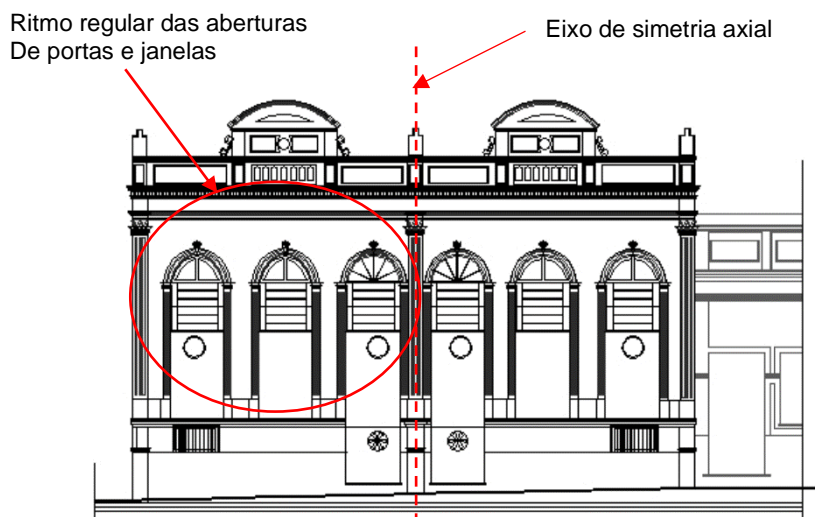 Ritmo regular das aberturas
De portas e janelas
Eixo de simetria axial